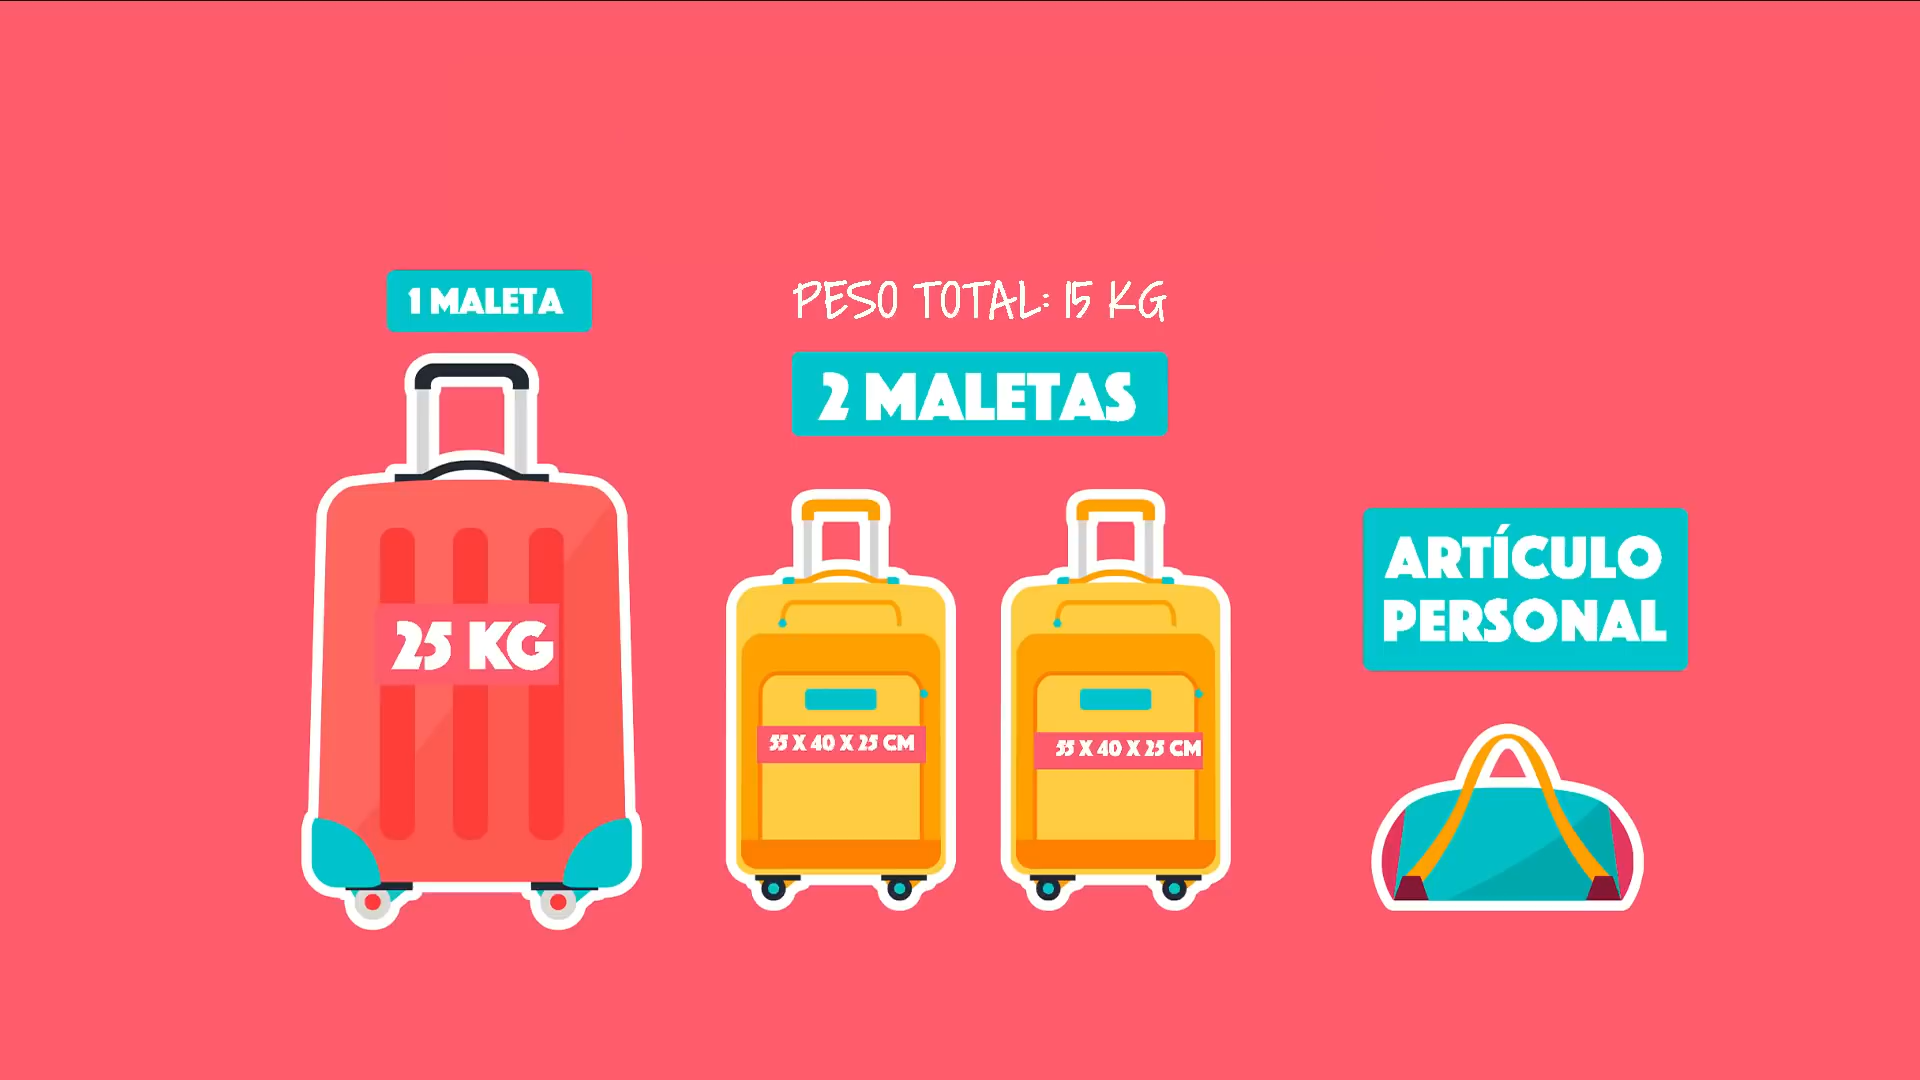 1 MALETA
25 KG
PESO TOTAL: 15 KG
2 MALETAS
55 X 40 X 25 CM
55 X 40 X 25 CM
ARTÍCULO
PERSONAL